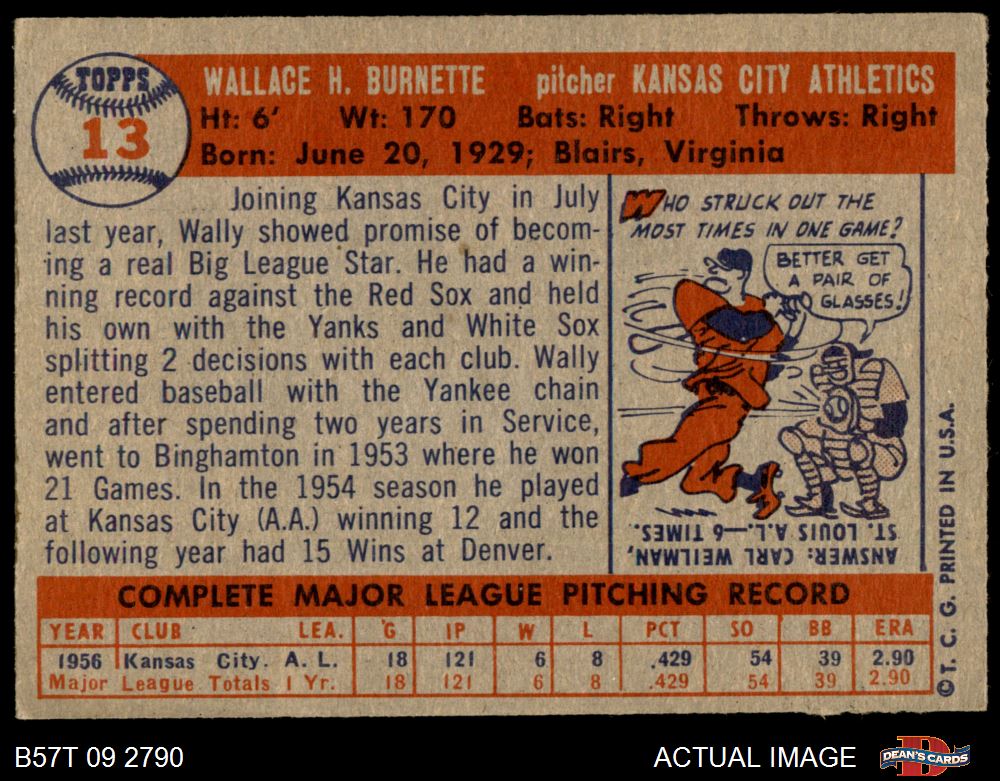 TOPPS
13
WALLACE H. BURNETTE pitcher KANSAS CITY ATHLETICS
Ht: 6' Wt: 170 Bats: Right Throws: Right
Born: June 20, 1929; Blairs, Virginia
Joining Kansas City in July
last year, Wally showed promise of becom-
ing a real Big League Star. He had a win-
ning record against the Red Sox and held
his own with the Yanks and White Sox
splitting 2 decisions with each club. Wally
entered baseball with the Yankee chain
and after spending two years in Service,
went to Binghamton in 1953 where he won
21 Games. In the 1954 season he played
at Kansas City (A.A.) winning 12 and the
following year had 15 Wins at Denver.
WHO STRUCK OUT THE
MOST TIMES IN ONE GAME?
BETTER GET
A PAIR OF
GLASSES!
ANSWER: CARL WEILMAN,
ST. LOUIS A.L.—6 TIMES.
COMPLETE MAJOR LEAGUE PITCHING RECORD
YEAR CLUB LEA. G IP W L PCT SO BB ERA
1956 Kansas City. A. L. 18 121 6 8 .429 54 39 2.90
Major League Totals 1 Yr. 18 121 6 8 .429 54 39 2.90
© T. C. G. PRINTED IN U.S.A.
B57T 09 2790 ACTUAL IMAGE DEAN'S CARDS